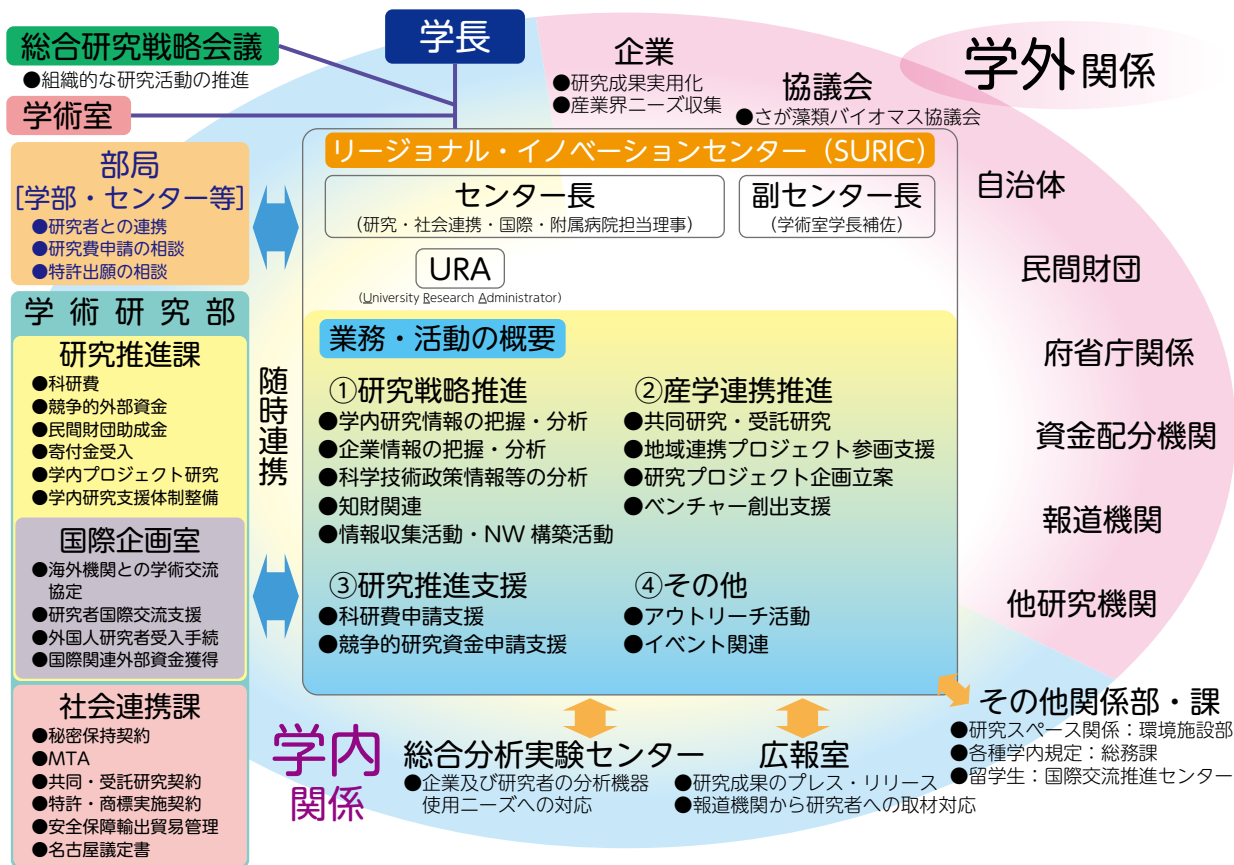 総合研究戦略会議
●組織的な研究活動の推進
学術室
学長
企業
●研究成果実用化
●産業界ニーズ収集
協議会
●さが藻類バイオマス協議会
学外関係
自治体
民間財団
府省庁関係
資金配分機関
報道機関
他研究機関
部局
[学部・センター等]
●研究者との連携
●研究費申請の相談
●特許出願の相談
学術研究部
研究推進課
●科研費
●競争的外部資金
●民間財団助成金
●寄付金受入
●学内プロジェクト研究
●学内研究支援体制整備
国際企画室
●海外機関との学術交流
協定
●研究者国際交流支援
●外国人研究者受入手続
●国際関連外部資金獲得
社会連携課
●秘密保持契約
●MTA
●共同・受託研究契約
●特許・商標実施契約
●安全保障輸出貿易管理
●名古屋議定書
随時連携
リージョナル・イノベーションセンター(SURIC)
センター長
(研究・社会連携・国際・附属病院担当理事)
副センター長
(学術室学長補佐)
URA
(University Research Administrator)
業務・活動の概要
①研究戦略推進
●学内研究情報の把握・分析
●企業情報の把握・分析
●科学技術政策情報等の分析
●知財関連
●情報収集活動・NW 構築活動
②産学連携推進
●共同研究・受託研究
●地域連携プロジェクト参画支援
●研究プロジェクト企画立案
●ベンチャー創出支援
③研究推進支援
●科研費申請支援
●競争的研究資金申請支援
④その他
●アウトリーチ活動
●イベント関連
学内
関係
総合分析実験センター
●企業及び研究者の分析機器
使用ニーズへの対応
広報室
●研究成果のプレス・リリース
●報道機関から研究者への取材対応
その他関係部・課
●研究スペース関係:環境施設部
●各種学内規定:総務課
●留学生:国際交流推進センター